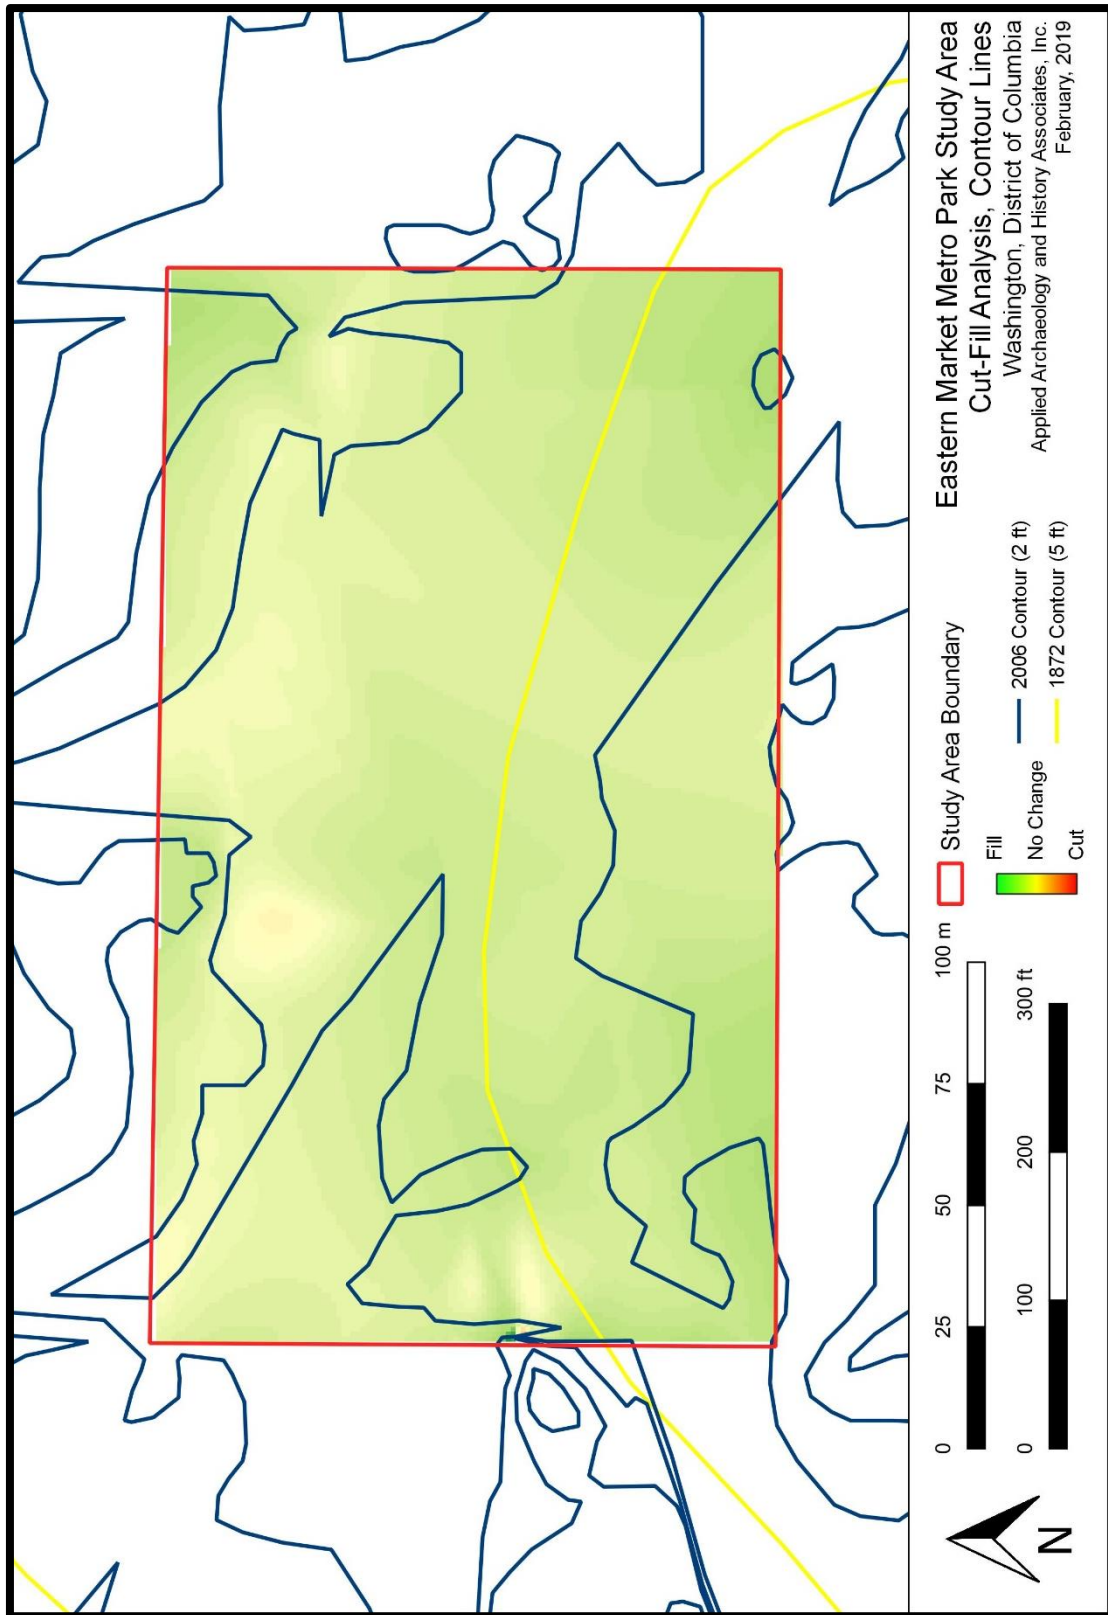 Eastern Market Metro Park Study Area
Cut-Fill Analysis, Contour Lines
Washington, District of Columbia
Applied Archaeology and History Associates, Inc.
February, 2019
Study Area Boundary
Fill
No Change
Cut
2006 Contour (2 ft)
1872 Contour (5 ft)
0 25 50 75 100 m
0 100 200 300 ft
N